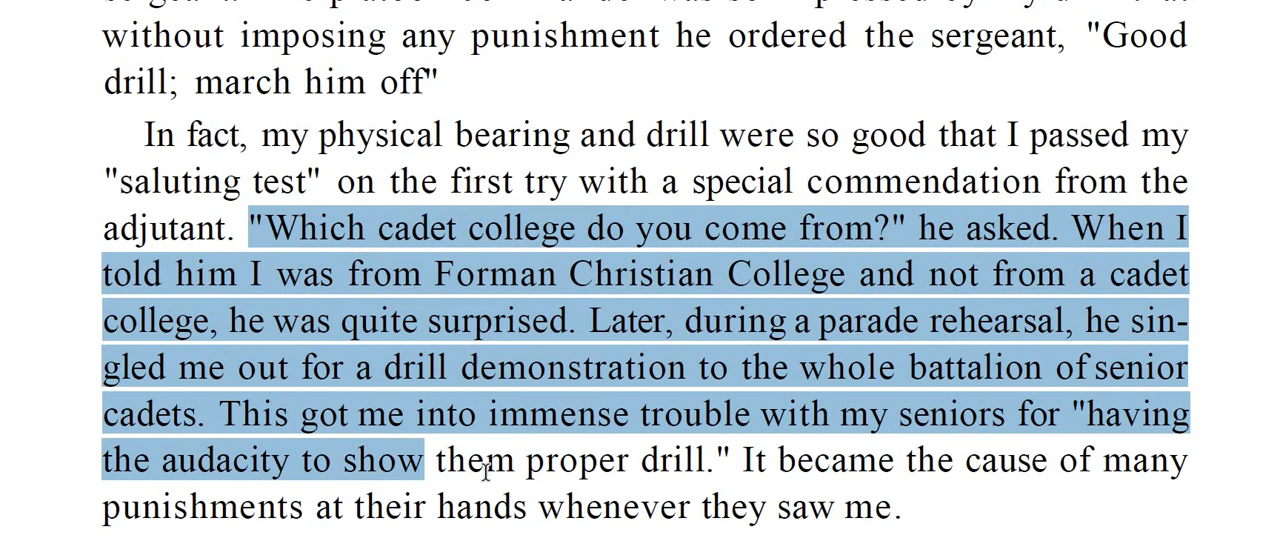 without imposing any punishment he ordered the sergeant, "Good
drill; march him off"
In fact, my physical bearing and drill were so good that I passed my
"saluting test" on the first try with a special commendation from the
adjutant. "Which cadet college do you come from?" he asked. When I
told him I was from Forman Christian College and not from a cadet
college, he was quite surprised. Later, during a parade rehearsal, he sin-
gled me out for a drill demonstration to the whole battalion of senior
cadets. This got me into immense trouble with my seniors for "having
the audacity to show them proper drill." It became the cause of many
punishments at their hands whenever they saw me.